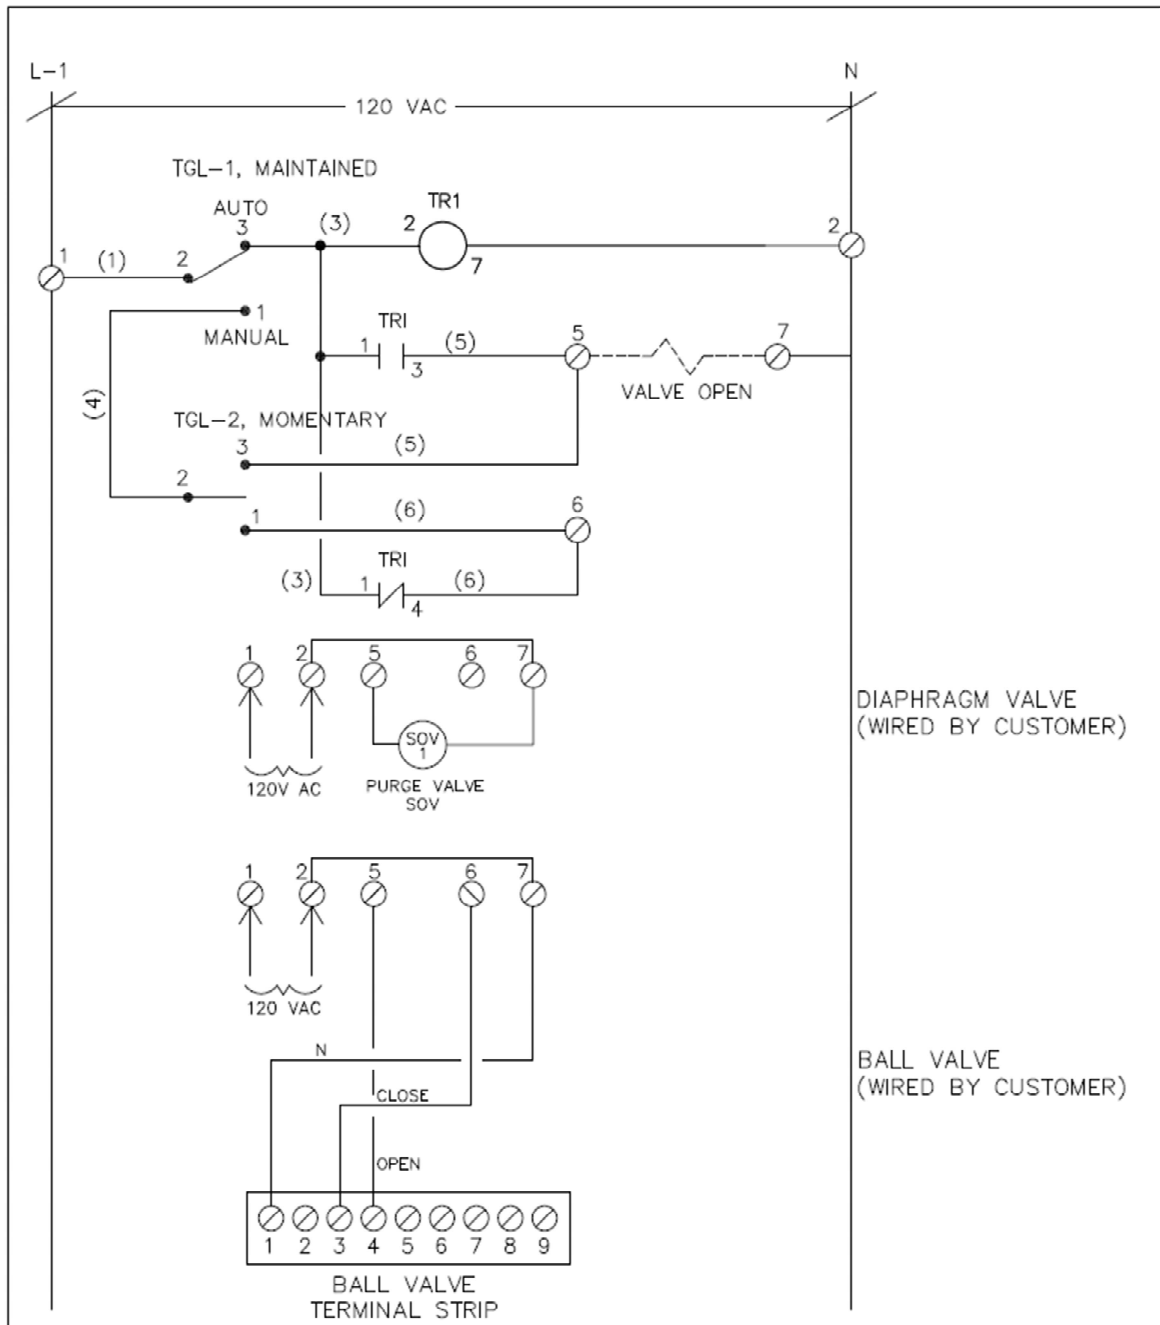 L-1
N
120 VAC
TGL-1, MAINTAINED
AUTO
3
(3)
TR1
2
7
2
1
(1)
2
1
MANUAL
TRI
1
3
(5)
5
7
VALVE OPEN
(4)
TGL-2, MOMENTARY
3
(5)
2
1
(6)
6
TRI
(3)
1
4
(6)
1
2
5
6
7
SOV
1
120V AC
PURGE VALVE
SOV
DIAPHRAGM VALVE
(WIRED BY CUSTOMER)
1
2
5
6
7
120 VAC
N
CLOSE
OPEN
BALL VALVE
(WIRED BY CUSTOMER)
1 2 3 4 5 6 7 8 9
BALL VALVE
TERMINAL STRIP